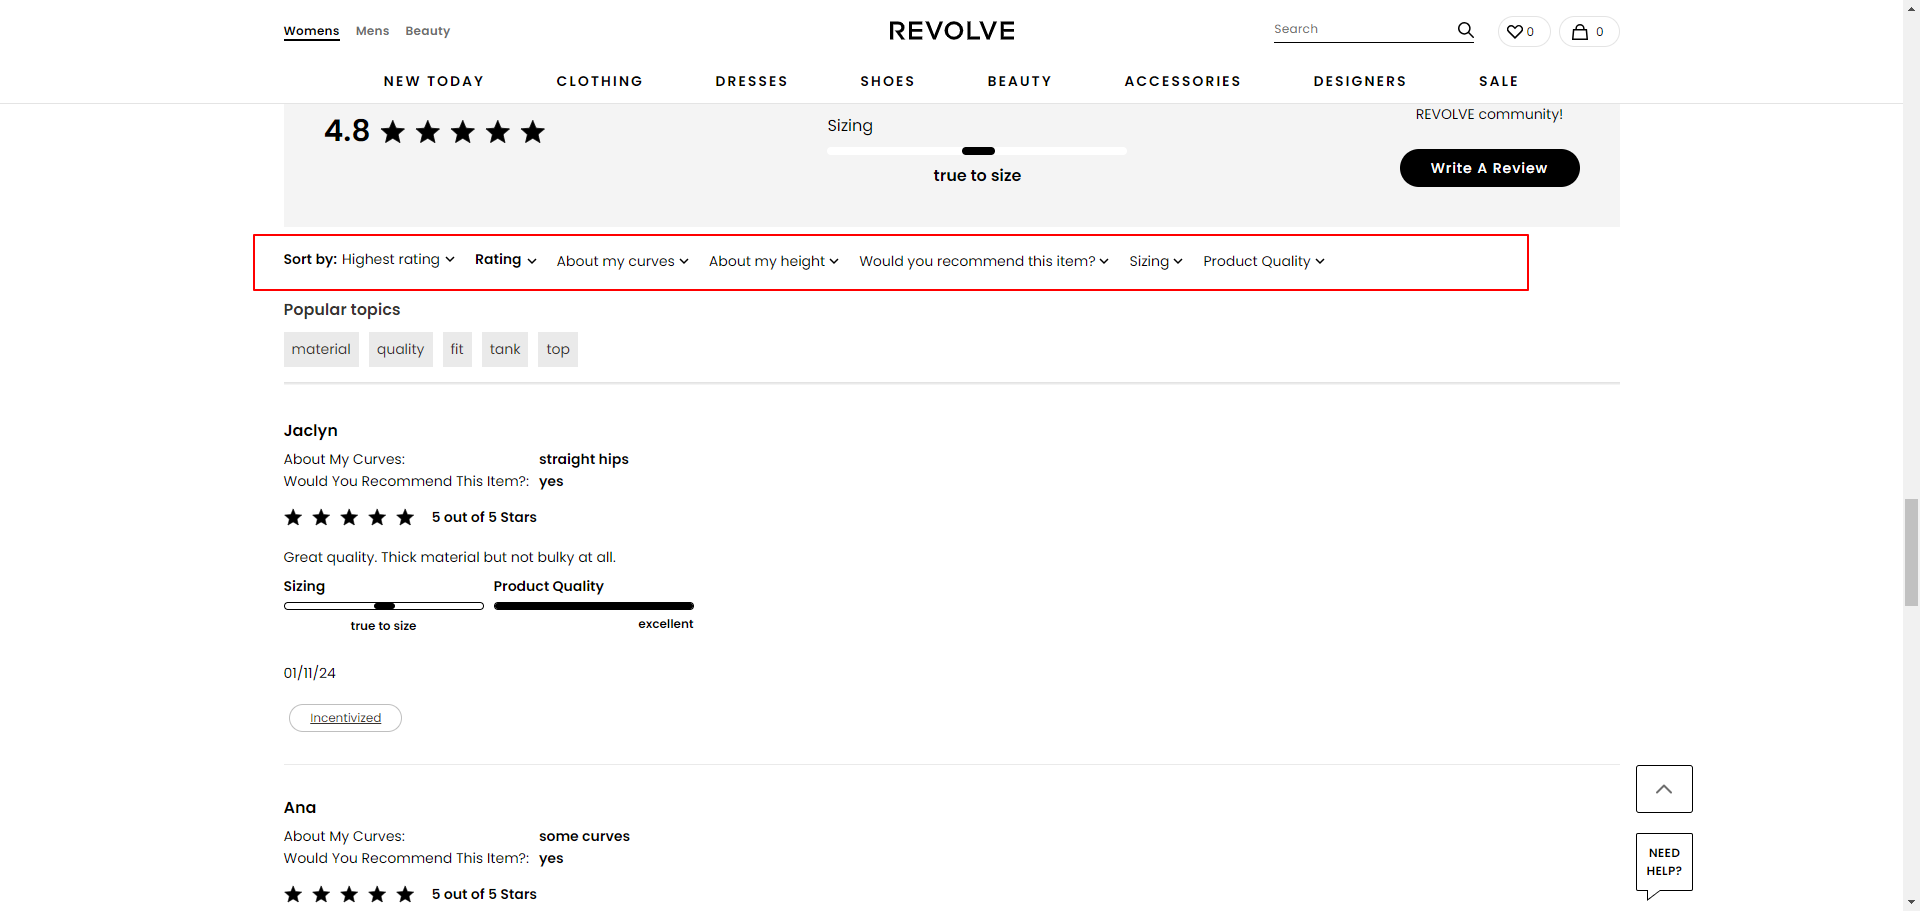 Womens Mens Beauty
REVOLVE
Search
0
0
NEW TODAY CLOTHING DRESSES SHOES BEAUTY ACCESSORIES DESIGNERS SALE
4.8
Sizing
true to size
REVOLVE community!
Write A Review
Sort by: Highest rating Rating About my curves About my height Would you recommend this item? Sizing Product Quality
Popular topics
material quality fit tank top
Jaclyn
About My Curves: straight hips
Would You Recommend This Item?: yes
5 out of 5 Stars
Great quality. Thick material but not bulky at all.
Sizing Product Quality
true to size excellent
01/11/24
Incentivized
Ana
About My Curves: some curves
Would You Recommend This Item?: yes
5 out of 5 Stars
NEED
HELP?